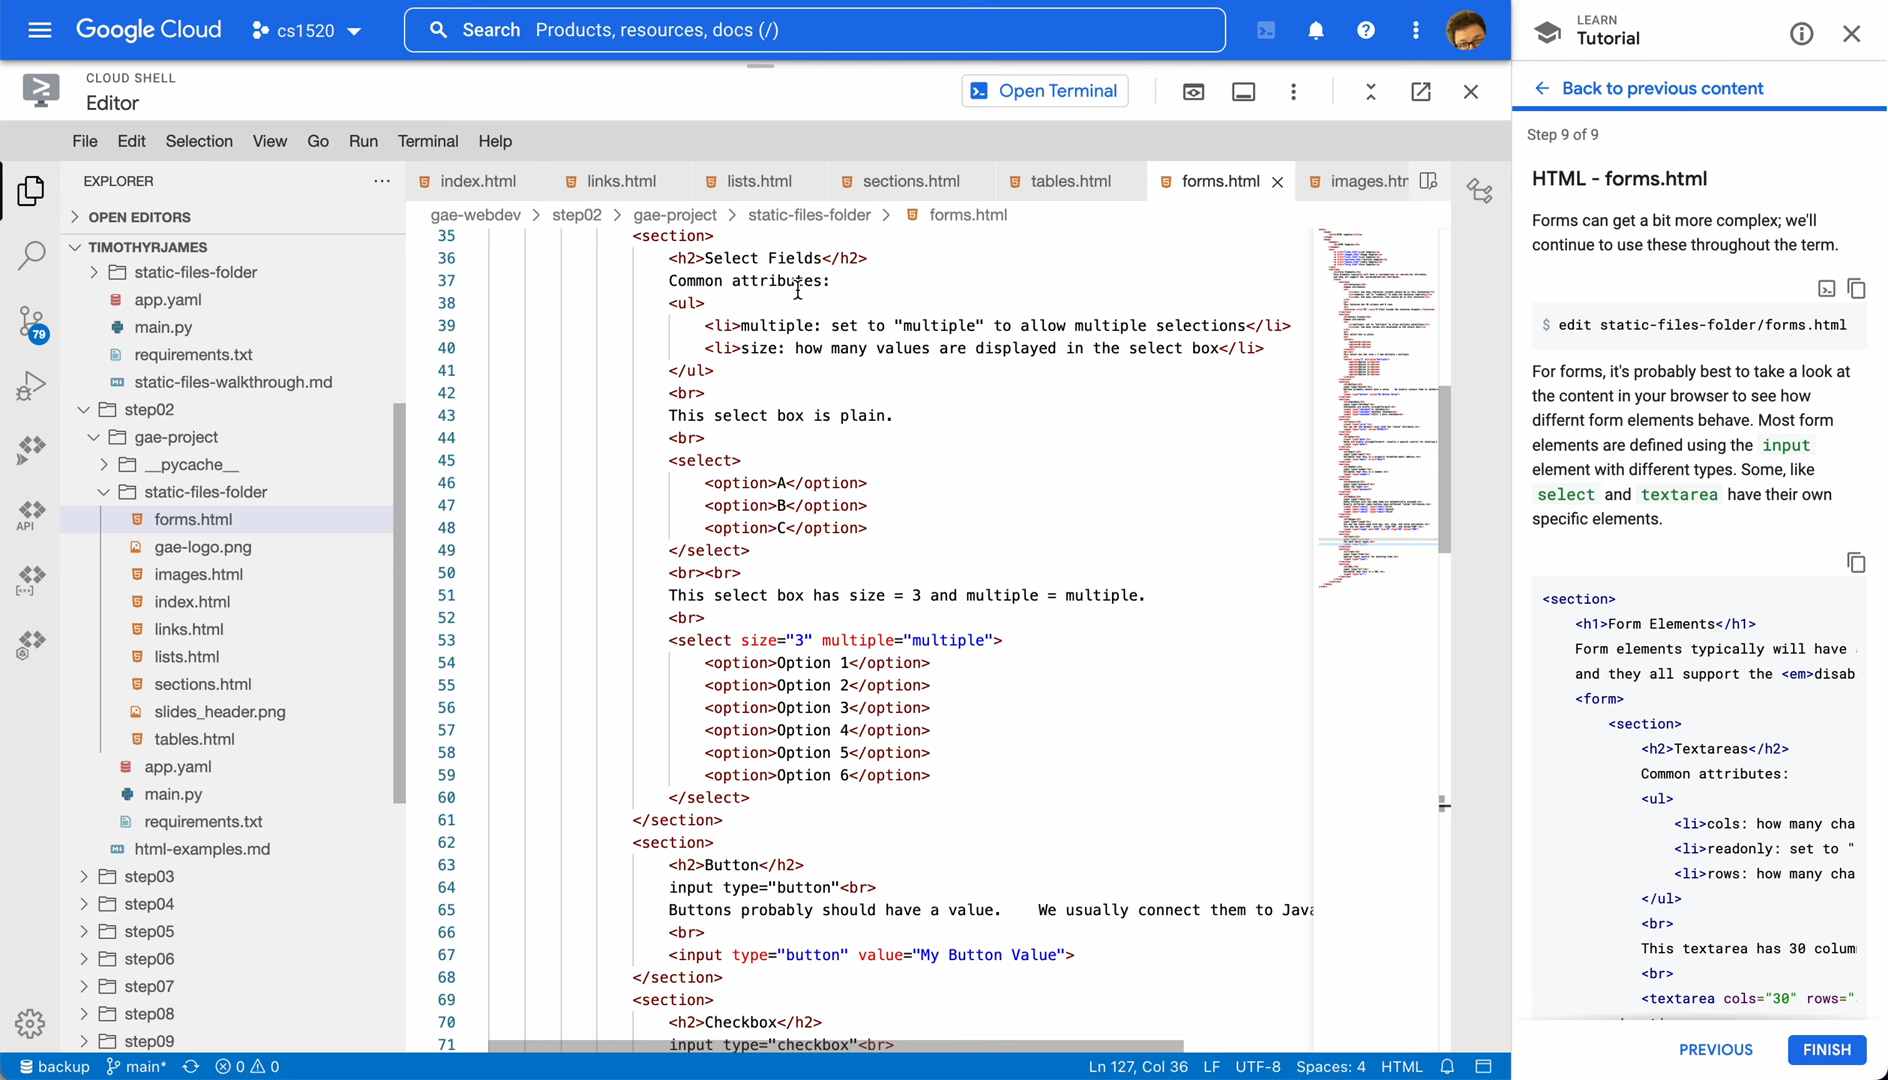 Google Cloud
cs1520
Search Products, resources, docs (/)
CLOUD SHELL
Editor
Open Terminal
File Edit Selection View Go Run Terminal Help
EXPLORER
OPEN EDITORS
TIMOTHYRJAMES
static-files-folder
app.yaml
main.py
requirements.txt
static-files-walkthrough.md
step02
gae-project
__pycache__
static-files-folder
forms.html
gae-logo.png
images.html
index.html
links.html
lists.html
sections.html
slides_header.png
tables.html
app.yaml
main.py
requirements.txt
html-examples.md
step03
step04
step05
step06
step07
step08
step09
79
API
index.html links.html lists.html sections.html tables.html forms.html images.htr
gae-webdev > step02 > gae-project > static-files-folder > forms.html
35 <section>
36 <h2>Select Fields</h2>
37 Common attributes:
38 <ul>
39 <li>multiple: set to "multiple" to allow multiple selections</li>
40 <li>size: how many values are displayed in the select box</li>
41 </ul>
42 <br>
43 This select box is plain.
44 <br>
45 <select>
46 <option>A</option>
47 <option>B</option>
48 <option>C</option>
49 </select>
50 <br><br>
51 This select box has size = 3 and multiple = multiple.
52 <br>
53 <select size="3" multiple="multiple">
54 <option>Option 1</option>
55 <option>Option 2</option>
56 <option>Option 3</option>
57 <option>Option 4</option>
58 <option>Option 5</option>
59 <option>Option 6</option>
60 </select>
61 </section>
62 <section>
63 <h2>Button</h2>
64 input type="button"<br>
65 Buttons probably should have a value. We usually connect them to Java
66 <br>
67 <input type="button" value="My Button Value">
68 </section>
69 <section>
70 <h2>Checkbox</h2>
71 input type="checkbox"<br>
backup main* 0 0
Ln 127, Col 36 LF UTF-8 Spaces: 4 HTML
LEARN
Tutorial
Back to previous content
Step 9 of 9
HTML - forms.html
Forms can get a bit more complex; we'll
continue to use these throughout the term.
$ edit static-files-folder/forms.html
For forms, it's probably best to take a look at
the content in your browser to see how
differnt form elements behave. Most form
elements are defined using the input
element with different types. Some, like
select and textarea have their own
specific elements.
<section>
<h1>Form Elements</h1>
Form elements typically will have
and they all support the <em>disab
<form>
<section>
<h2>Textareas</h2>
Common attributes:
<ul>
<li>cols: how many cha
<li>readonly: set to "
<li>rows: how many cha
</ul>
<br>
This textarea has 30 colum
<br>
<textarea cols="30" rows="
PREVIOUS FINISH